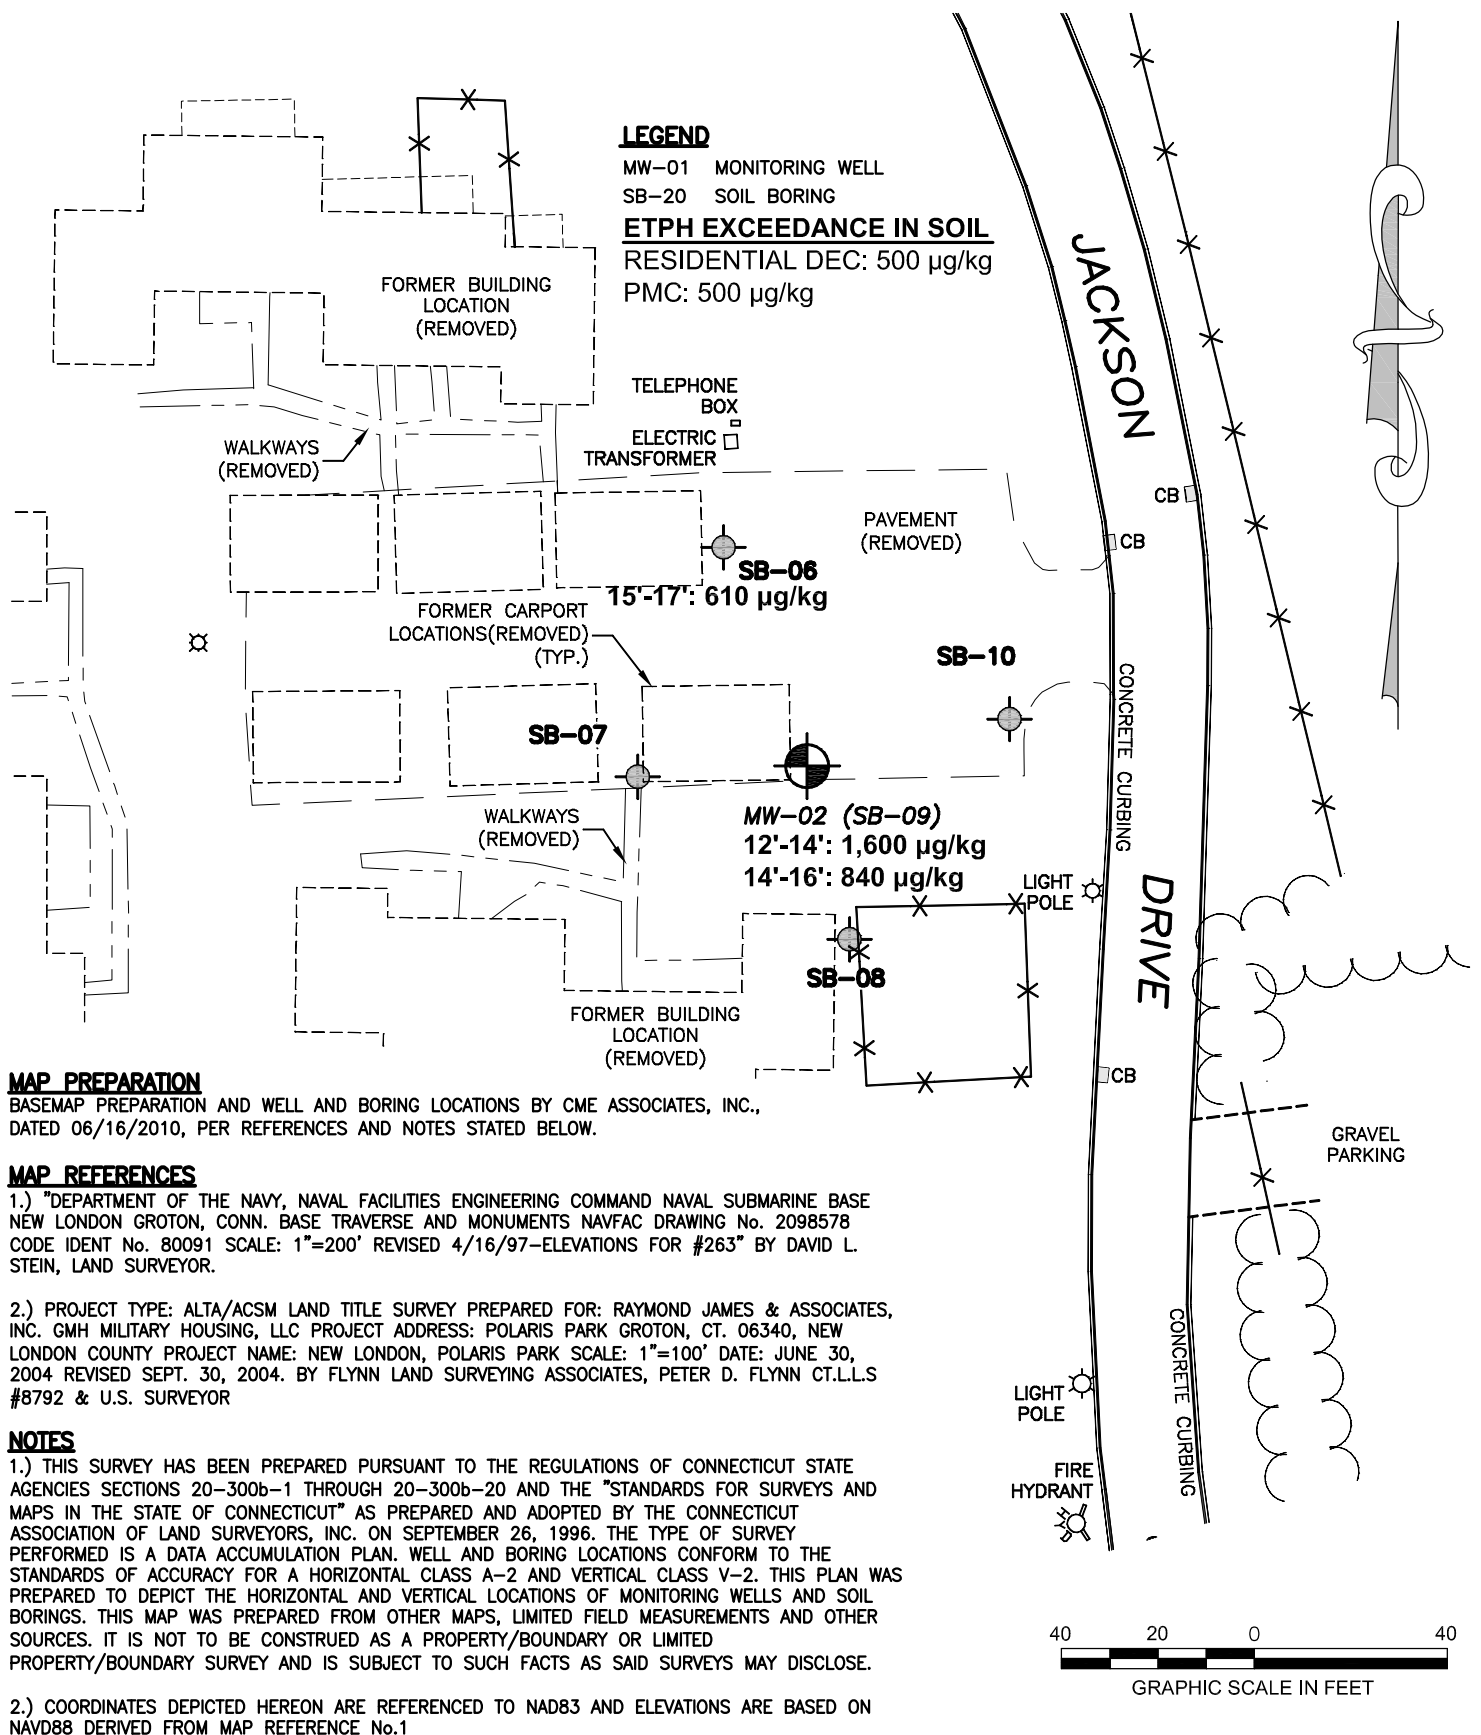 LEGEND
MW-01 MONITORING WELL
SB-20 SOIL BORING
ETPH EXCEEDANCE IN SOIL
RESIDENTIAL DEC: 500 µg/kg
PMC: 500 µg/kg
JACKSON
FORMER BUILDING
LOCATION
(REMOVED)
TELEPHONE
BOX
ELECTRIC
TRANSFORMER
WALKWAYS
(REMOVED)
CB
PAVEMENT
(REMOVED)
CB
SB-06
15'-17': 610 µg/kg
FORMER CARPORT
LOCATIONS(REMOVED)
(TYP.)
SB-10
CONCRETE CURBING
SB-07
MW-02 (SB-09)
12'-14': 1,600 µg/kg
14'-16': 840 µg/kg
WALKWAYS
(REMOVED)
LIGHT
POLE
DRIVE
SB-08
FORMER BUILDING
LOCATION
(REMOVED)
CB
GRAVEL
PARKING
MAP PREPARATION
BASEMAP PREPARATION AND WELL AND BORING LOCATIONS BY CME ASSOCIATES, INC.,
DATED 06/16/2010, PER REFERENCES AND NOTES STATED BELOW.
MAP REFERENCES
1.) "DEPARTMENT OF THE NAVY, NAVAL FACILITIES ENGINEERING COMMAND NAVAL SUBMARINE BASE
NEW LONDON GROTON, CONN. BASE TRAVERSE AND MONUMENTS NAVFAC DRAWING No. 2098578
CODE IDENT No. 80091 SCALE: 1"=200' REVISED 4/16/97-ELEVATIONS FOR #263" BY DAVID L.
STEIN, LAND SURVEYOR.
2.) PROJECT TYPE: ALTA/ACSM LAND TITLE SURVEY PREPARED FOR: RAYMOND JAMES & ASSOCIATES,
INC. GMH MILITARY HOUSING, LLC PROJECT ADDRESS: POLARIS PARK GROTON, CT. 06340, NEW
LONDON COUNTY PROJECT NAME: NEW LONDON, POLARIS PARK SCALE: 1"=100' DATE: JUNE 30,
2004 REVISED SEPT. 30, 2004. BY FLYNN LAND SURVEYING ASSOCIATES, PETER D. FLYNN CT.L.L.S
#8792 & U.S. SURVEYOR
CONCRETE CURBING
LIGHT
POLE
FIRE
HYDRANT
NOTES
1.) THIS SURVEY HAS BEEN PREPARED PURSUANT TO THE REGULATIONS OF CONNECTICUT STATE
AGENCIES SECTIONS 20-300b-1 THROUGH 20-300b-20 AND THE "STANDARDS FOR SURVEYS AND
MAPS IN THE STATE OF CONNECTICUT" AS PREPARED AND ADOPTED BY THE CONNECTICUT
ASSOCIATION OF LAND SURVEYORS, INC. ON SEPTEMBER 26, 1996. THE TYPE OF SURVEY
PERFORMED IS A DATA ACCUMULATION PLAN. WELL AND BORING LOCATIONS CONFORM TO THE
STANDARDS OF ACCURACY FOR A HORIZONTAL CLASS A-2 AND VERTICAL CLASS V-2. THIS PLAN WAS
PREPARED TO DEPICT THE HORIZONTAL AND VERTICAL LOCATIONS OF MONITORING WELLS AND SOIL
BORINGS. THIS MAP WAS PREPARED FROM OTHER MAPS, LIMITED FIELD MEASUREMENTS AND OTHER
SOURCES. IT IS NOT TO BE CONSTRUED AS A PROPERTY/BOUNDARY OR LIMITED
PROPERTY/BOUNDARY SURVEY AND IS SUBJECT TO SUCH FACTS AS SAID SURVEYS MAY DISCLOSE.
2.) COORDINATES DEPICTED HEREON ARE REFERENCED TO NAD83 AND ELEVATIONS ARE BASED ON
NAVD88 DERIVED FROM MAP REFERENCE No.1
40 20 0 40
GRAPHIC SCALE IN FEET